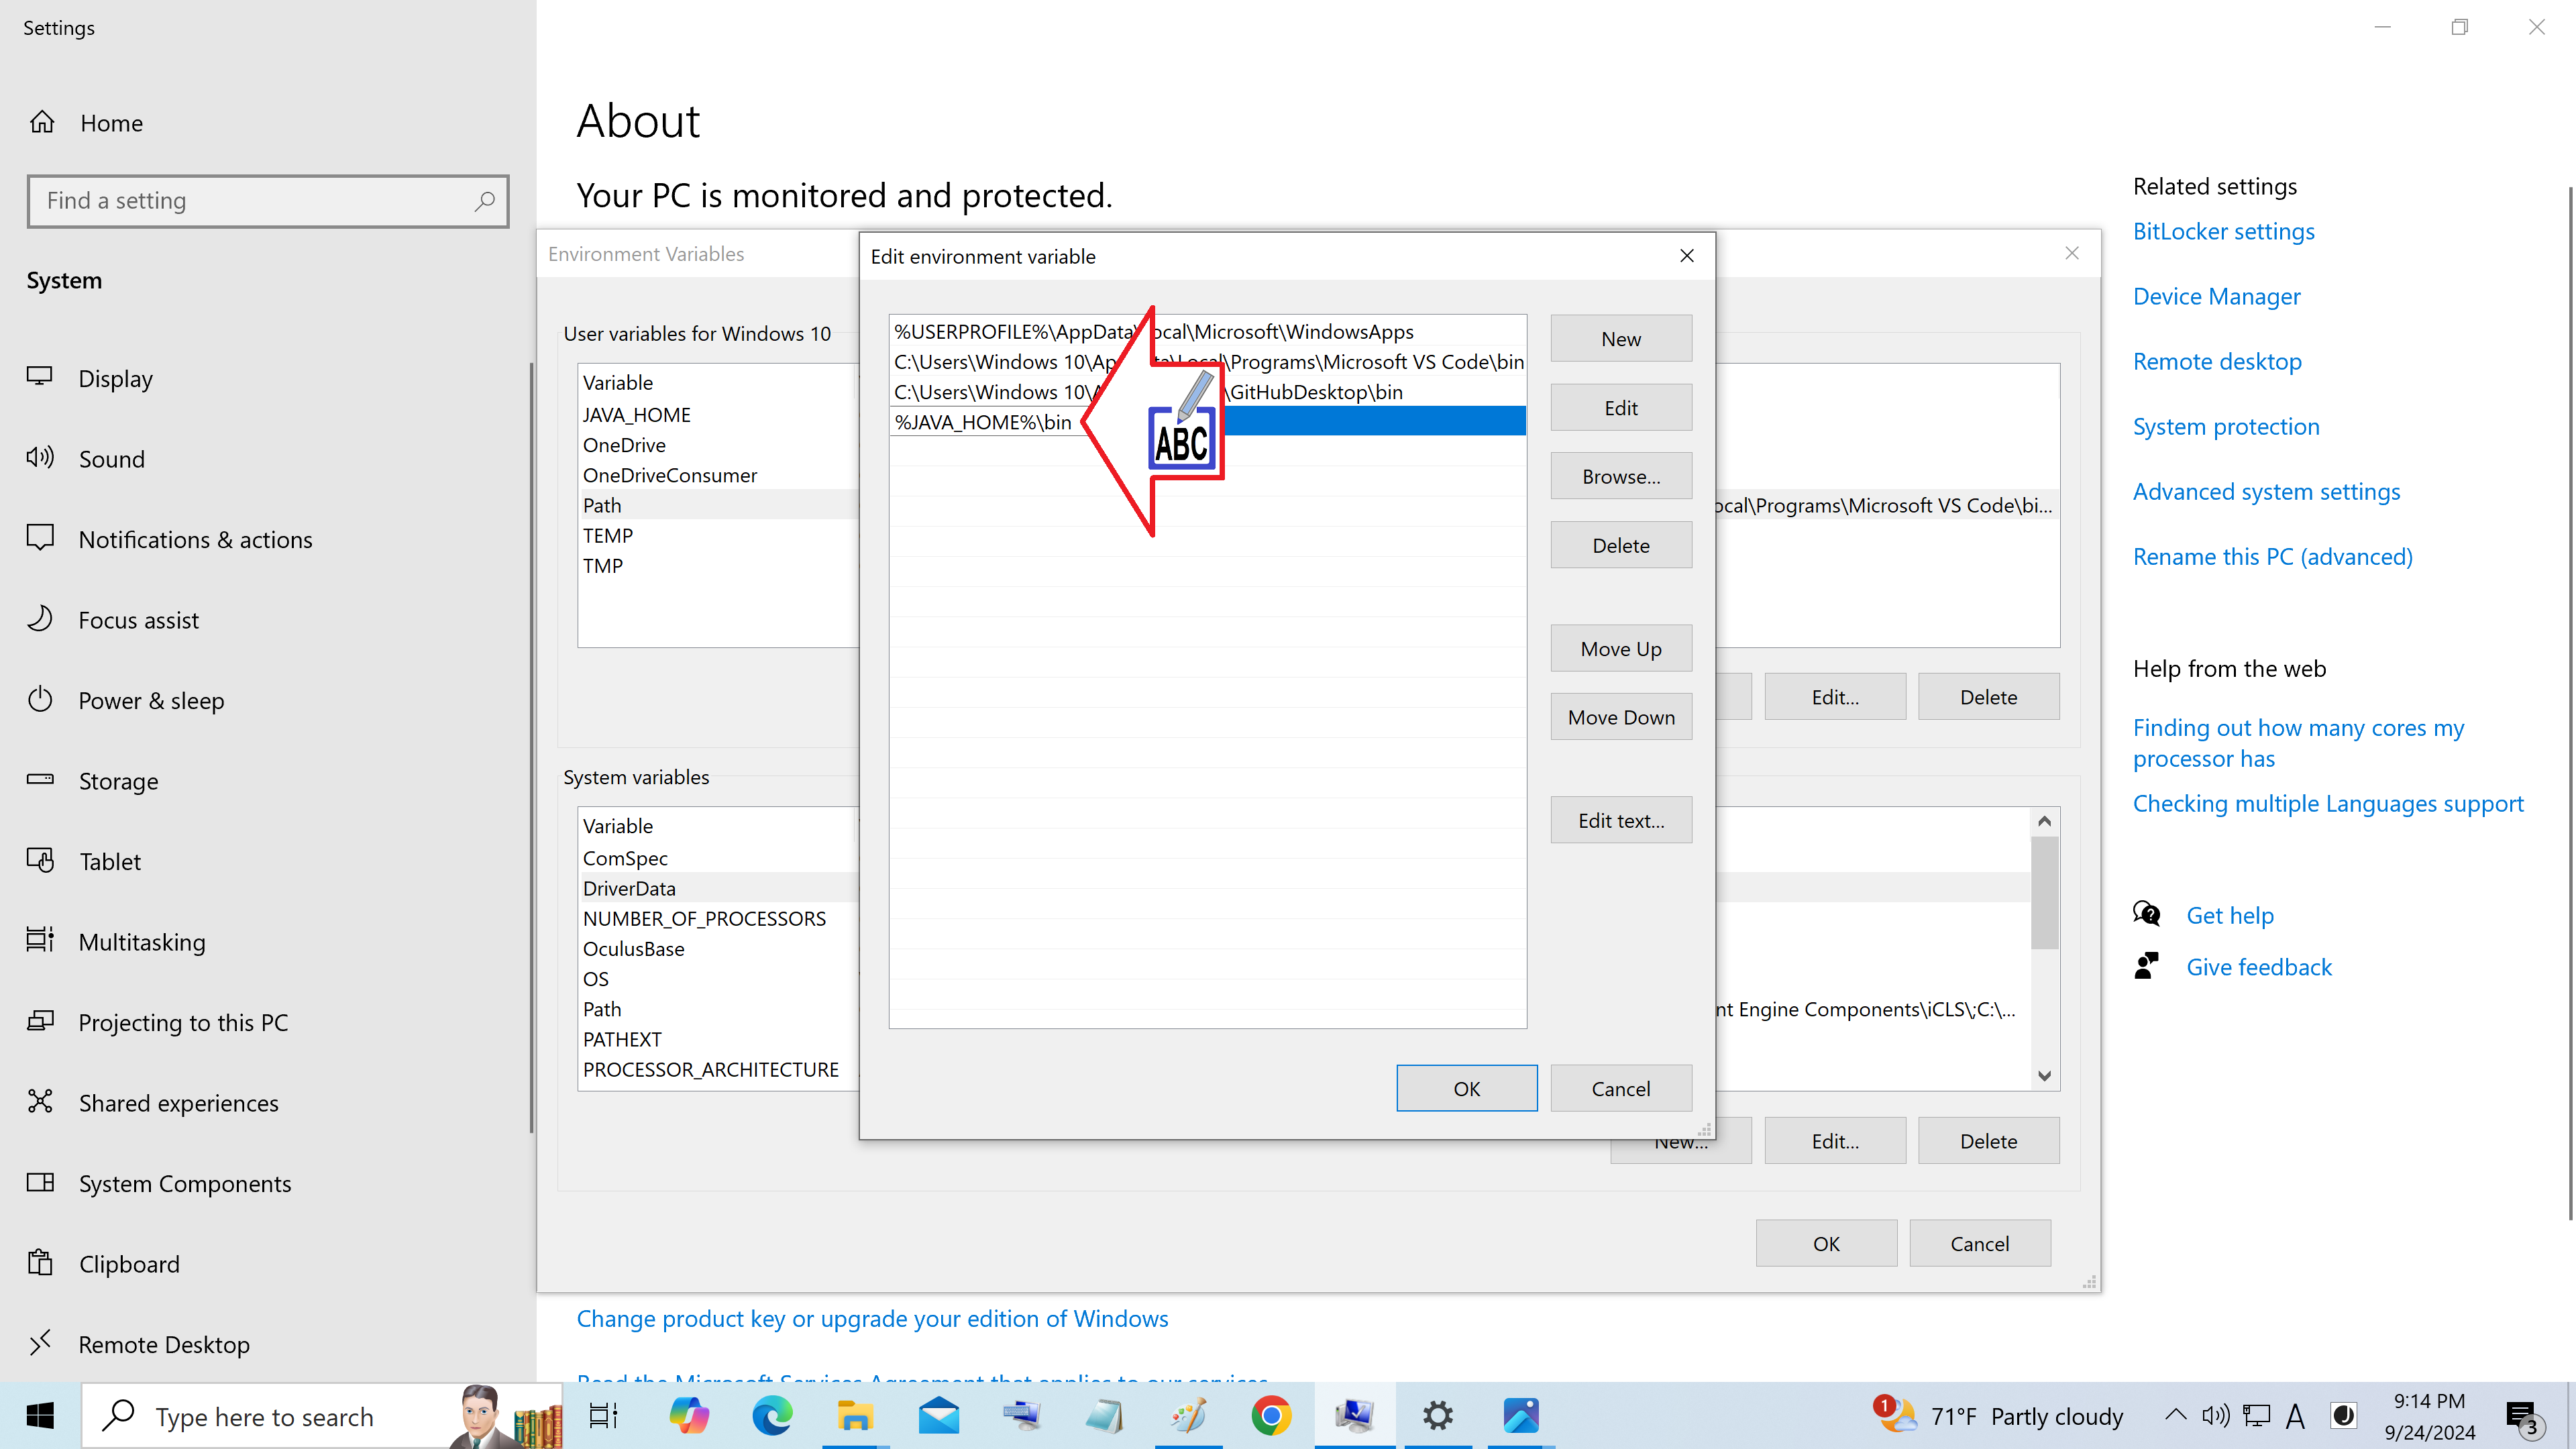 Settings
Home
Find a setting
System
Display
Sound
Notifications & actions
Focus assist
Power & sleep
Storage
Tablet
Multitasking
Projecting to this PC
Shared experiences
System Components
Clipboard
Remote Desktop
About
Your PC is monitored and protected.
Environment Variables
User variables for Windows 10
Variable
JAVA_HOME
OneDrive
OneDriveConsumer
Path
ocal\Programs\Microsoft VS Code\bi...
TEMP
TMP
Edit...
Delete
System variables
Variable
ComSpec
DriverData
NUMBER_OF_PROCESSORS
OculusBase
OS
Path
nt Engine Components\iCLS\;C:\...
PATHEXT
PROCESSOR_ARCHITECTURE
New...
Edit...
Delete
OK
Cancel
Edit environment variable
%USERPROFILE%\AppData\Local\Microsoft\WindowsApps
C:\Users\Windows 10\AppData\Local\Programs\Microsoft VS Code\bin
C:\Users\Windows 10\A \GitHubDesktop\bin
%JAVA_HOME%\bin
ABC
New
Edit
Browse...
Delete
Move Up
Move Down
Edit text...
OK
Cancel
Change product key or upgrade your edition of Windows
Read the Microsoft Services Agreement that applies to our services
Related settings
BitLocker settings
Device Manager
Remote desktop
System protection
Advanced system settings
Rename this PC (advanced)
Help from the web
Finding out how many cores my
processor has
Checking multiple Languages support
Get help
Give feedback
Type here to search
1
71°F Partly cloudy
A
J
9:14 PM
9/24/2024
3